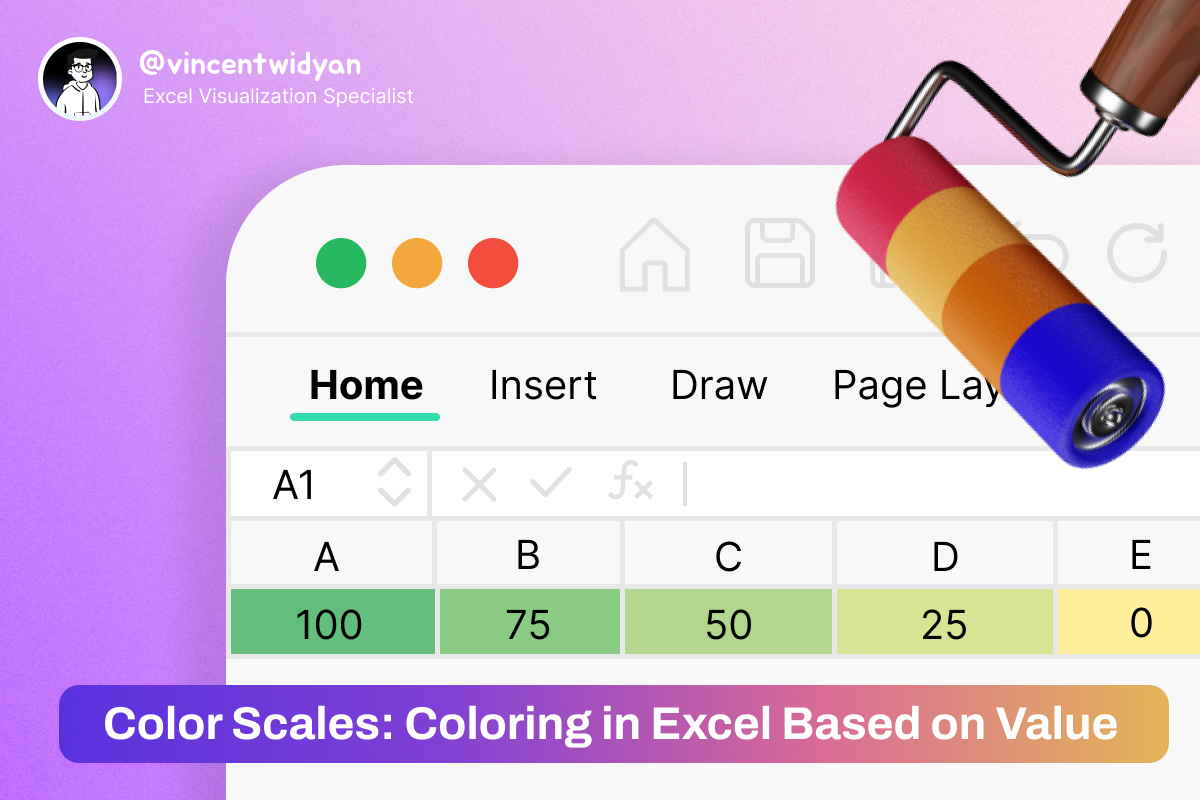 @vincentwidyan
Excel Visualization Specialist
Home Insert Draw Page Lay
A1 fx
A B C D E
100 75 50 25 0
Color Scales: Coloring in Excel Based on Value